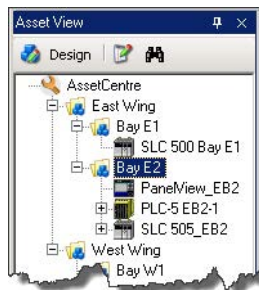 Asset View
Design
AssetCentre
East Wing
Bay E1
SLC 500 Bay E1
Bay E2
PanelView_EB2
PLC-5 EB2-1
SLC 505_EB2
West Wing
Bay W1